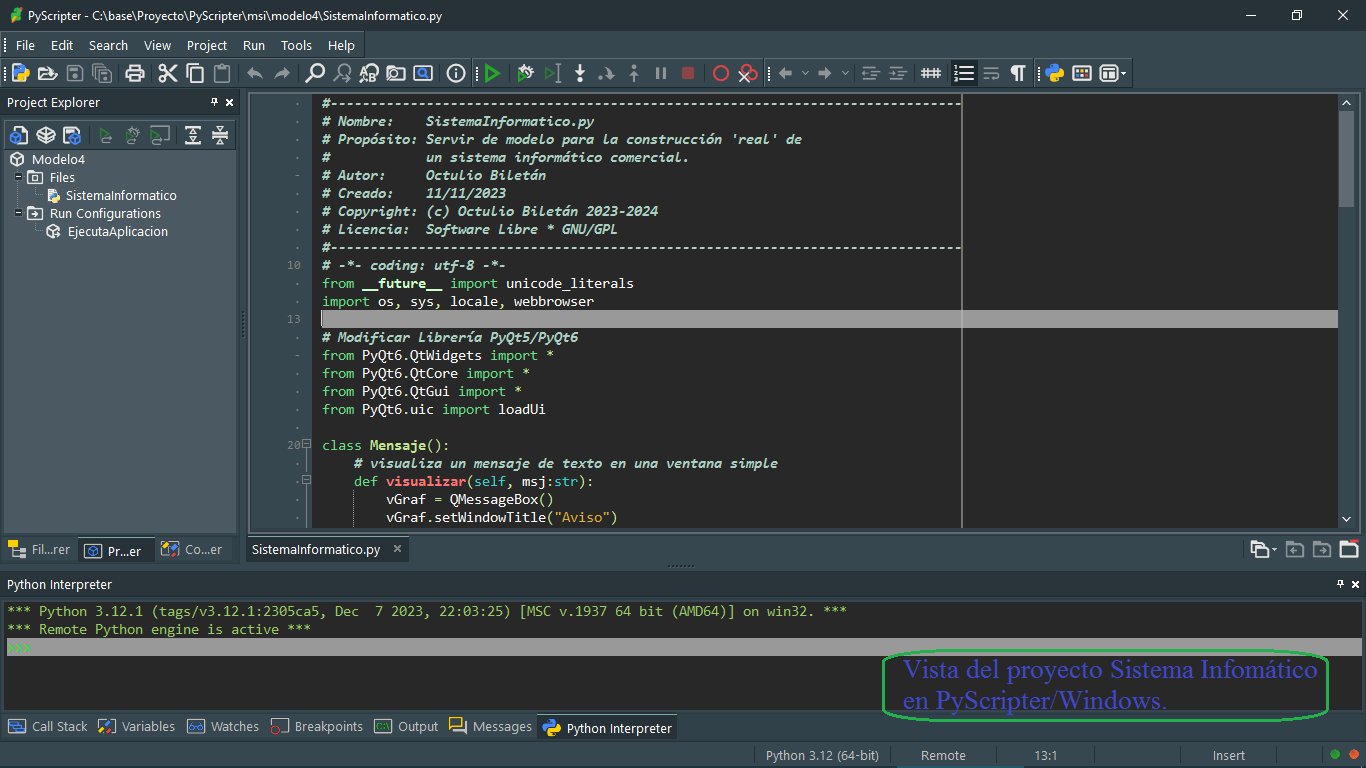 PyScripter - C:\base\Proyecto\PyScripter\msi\modelo4\SistemaInformatico.py
File Edit Search View Project Run Tools Help
Project Explorer
Modelo4
Files
SistemaInformatico
Run Configurations
EjecutaAplicacion
Fil...rer Pr...er Co...er
#-------------------------------------------------------------------------------
# Nombre:    SistemaInformatico.py
# Propósito: Servir de modelo para la construcción 'real' de
#            un sistema informático comercial.
# Autor:     Octulio Biletán
# Creado:    11/11/2023
# Copyright: (c) Octulio Biletán 2023-2024
# Licencia:  Software Libre * GNU/GPL
#-------------------------------------------------------------------------------
10 # -*- coding: utf-8 -*-
from __future__ import unicode_literals
import os, sys, locale, webbrowser
13
# Modificar Librería PyQt5/PyQt6
from PyQt6.QtWidgets import *
from PyQt6.QtCore import *
from PyQt6.QtGui import *
from PyQt6.uic import loadUi
20 class Mensaje():
    # visualiza un mensaje de texto en una ventana simple
    def visualizar(self, msj:str):
        vGraf = QMessageBox()
        vGraf.setWindowTitle("Aviso")
SistemaInformatico.py
Python Interpreter
*** Python 3.12.1 (tags/v3.12.1:2305ca5, Dec  7 2023, 22:03:25) [MSC v.1937 64 bit (AMD64)] on win32. ***
*** Remote Python engine is active ***
>>>
Vista del proyecto Sistema Infomático
en PyScripter/Windows.
Call Stack Variables Watches Breakpoints Output Messages Python Interpreter
Python 3.12 (64-bit) Remote 13:1 Insert